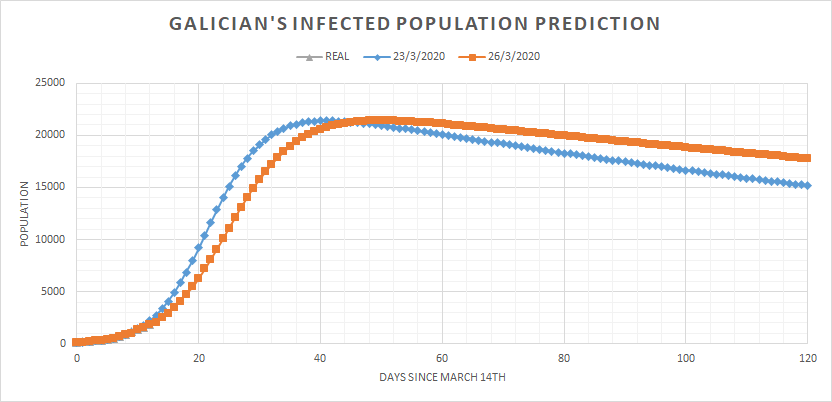 GALICIAN'S INFECTED POPULATION PREDICTION
REAL 23/3/2020 26/3/2020
25000
20000
15000
10000
5000
0
POPULATION
0 20 40 60 80 100 120
DAYS SINCE MARCH 14TH